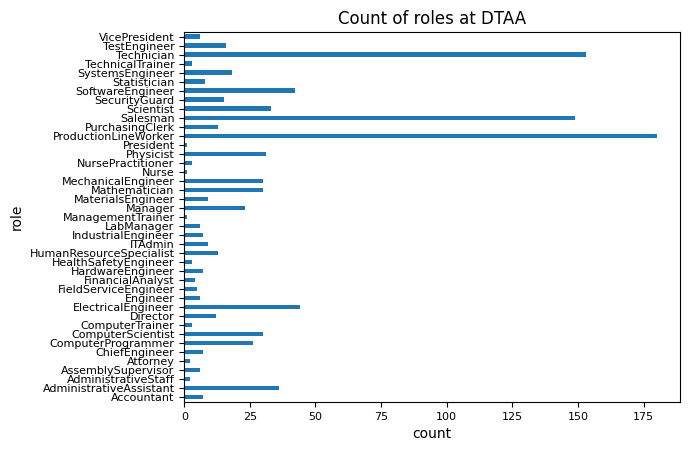 Count of roles at DTAA
VicePresident
TestEngineer
Technician
TechnicalTrainer
SystemsEngineer
Statistician
SoftwareEngineer
SecurityGuard
Scientist
Salesman
PurchasingClerk
ProductionLineWorker
President
Physicist
NursePractitioner
Nurse
MechanicalEngineer
Mathematician
MaterialsEngineer
Manager
ManagementTrainer
LabManager
IndustrialEngineer
ITAdmin
HumanResourceSpecialist
HealthSafetyEngineer
HardwareEngineer
FinancialAnalyst
FieldServiceEngineer
Engineer
ElectricalEngineer
Director
ComputerTrainer
ComputerScientist
ComputerProgrammer
ChiefEngineer
Attorney
AssemblySupervisor
AdministrativeStaff
AdministrativeAssistant
Accountant
role
0 25 50 75 100 125 150 175
count